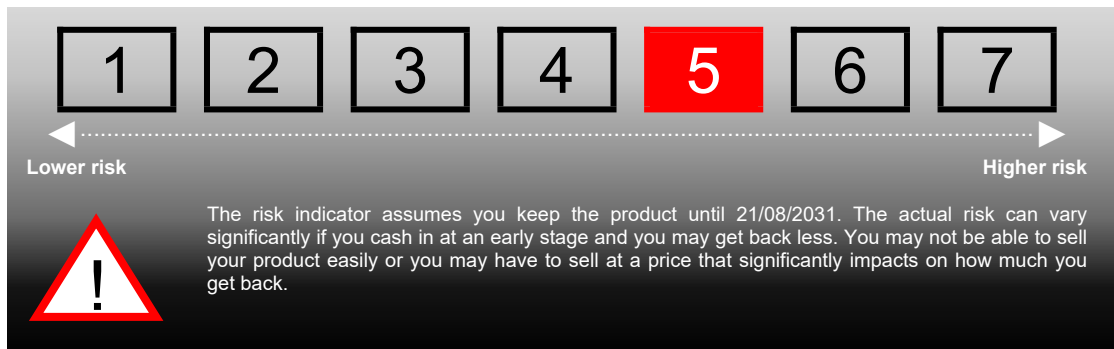 1 2 3 4 5 6 7
Lower risk Higher risk
The risk indicator assumes you keep the product until 21/08/2031. The actual risk can vary
significantly if you cash in at an early stage and you may get back less. You may not be able to sell
your product easily or you may have to sell at a price that significantly impacts on how much you
get back.
!